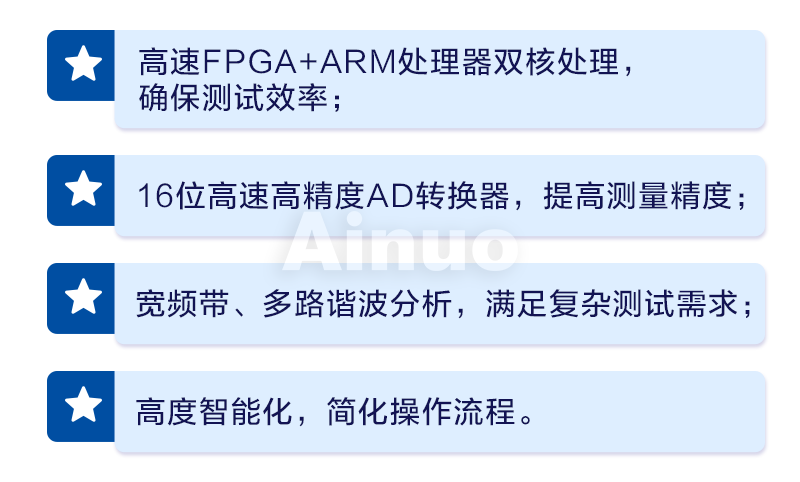 高速FPGA+ARM处理器双核处理，
确保测试效率；
16位高速高精度AD转换器，提高测量精度；
Ainuo
宽频带、多路谐波分析，满足复杂测试需求；
高度智能化，简化操作流程。